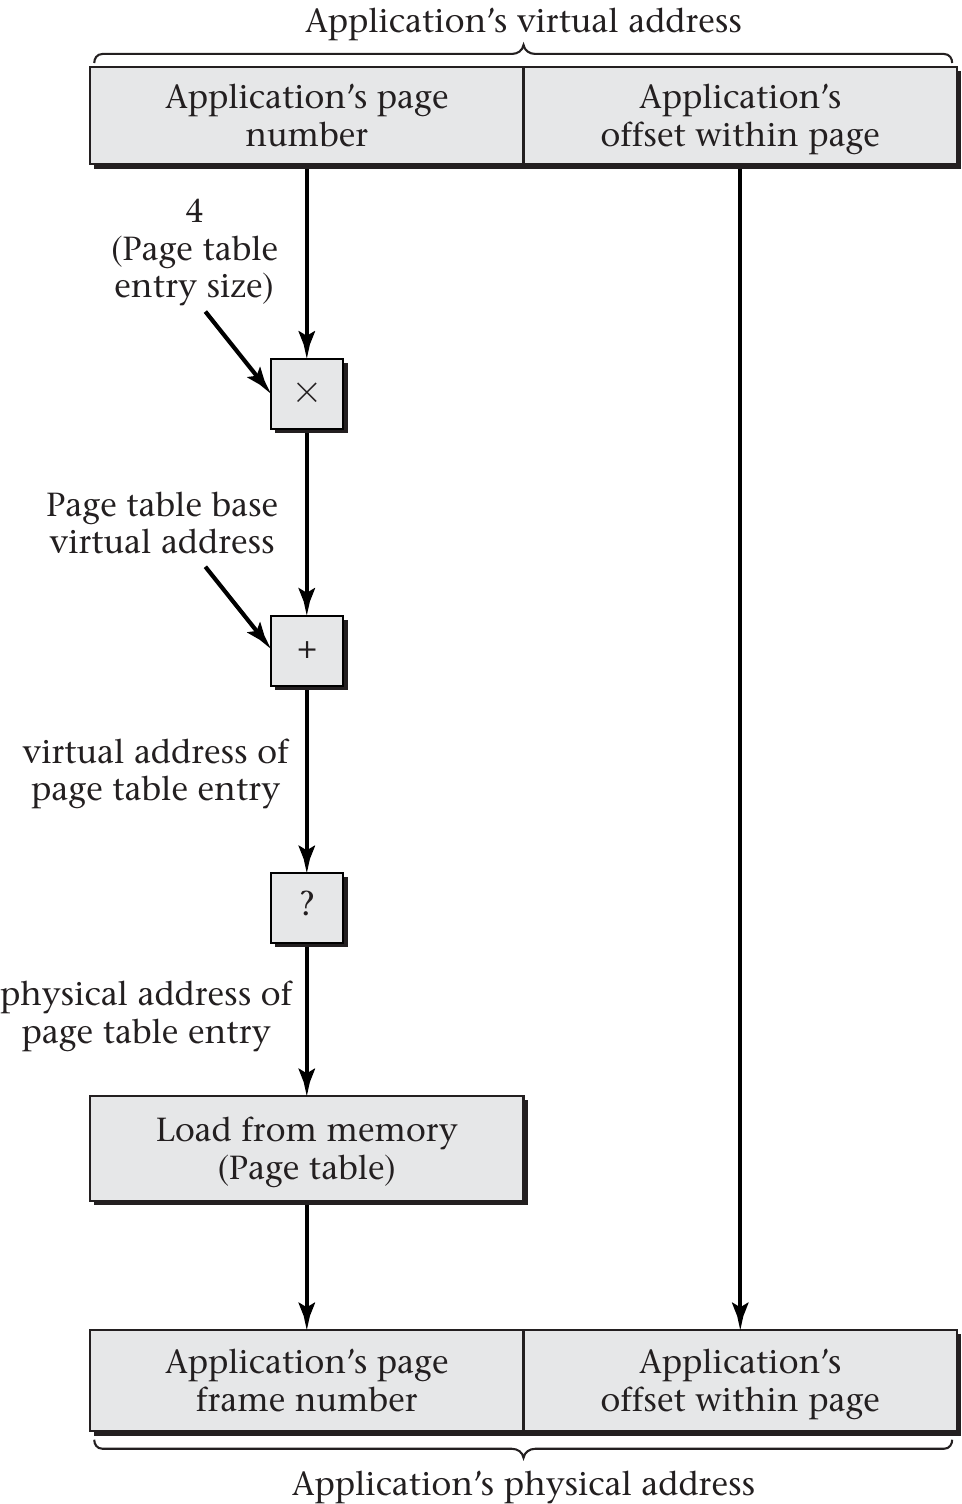 Application’s virtual address
Application’s page
number
Application’s
offset within page
4
(Page table
entry size)
×
Page table base
virtual address
+
virtual address of
page table entry
?
physical address of
page table entry
Load from memory
(Page table)
Application’s page
frame number
Application’s
offset within page
Application’s physical address